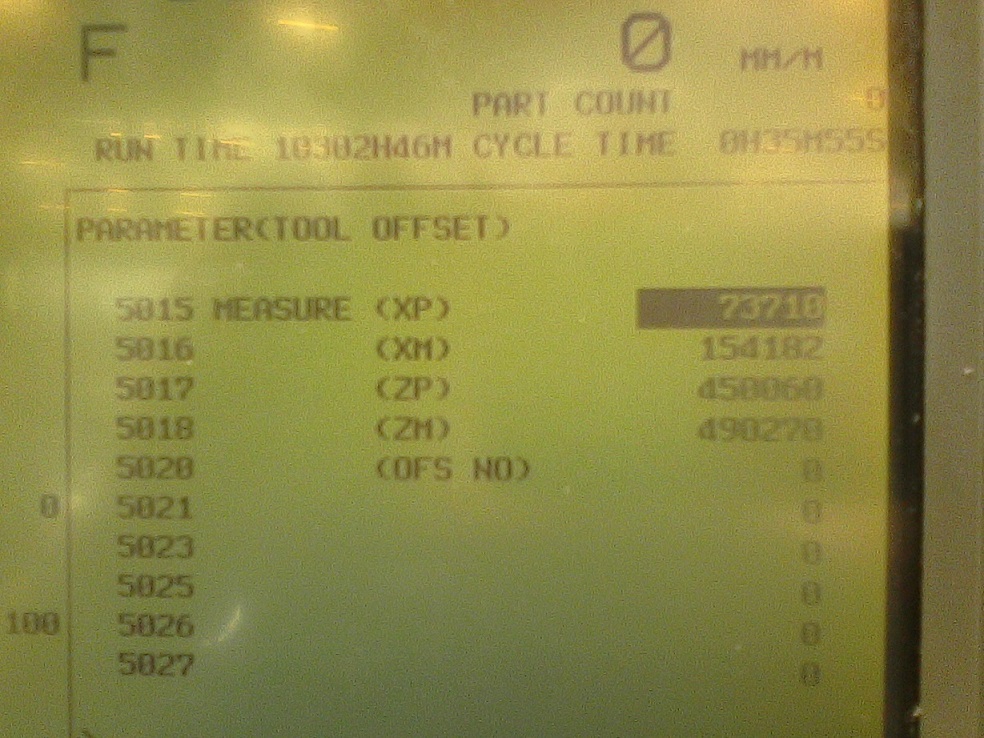 F 0 MM/M
PART COUNT 0
RUN TIME 10302H46M CYCLE TIME 0H35M55S
PARAMETER(TOOL OFFSET)
5015 MEASURE (XP) 73710
5016 (XM) 154182
5017 (ZP) 450060
5018 (ZM) 490270
5020 (OFS NO) 0
0 5021 0
5023 0
5025 0
100 5026 0
5027 0